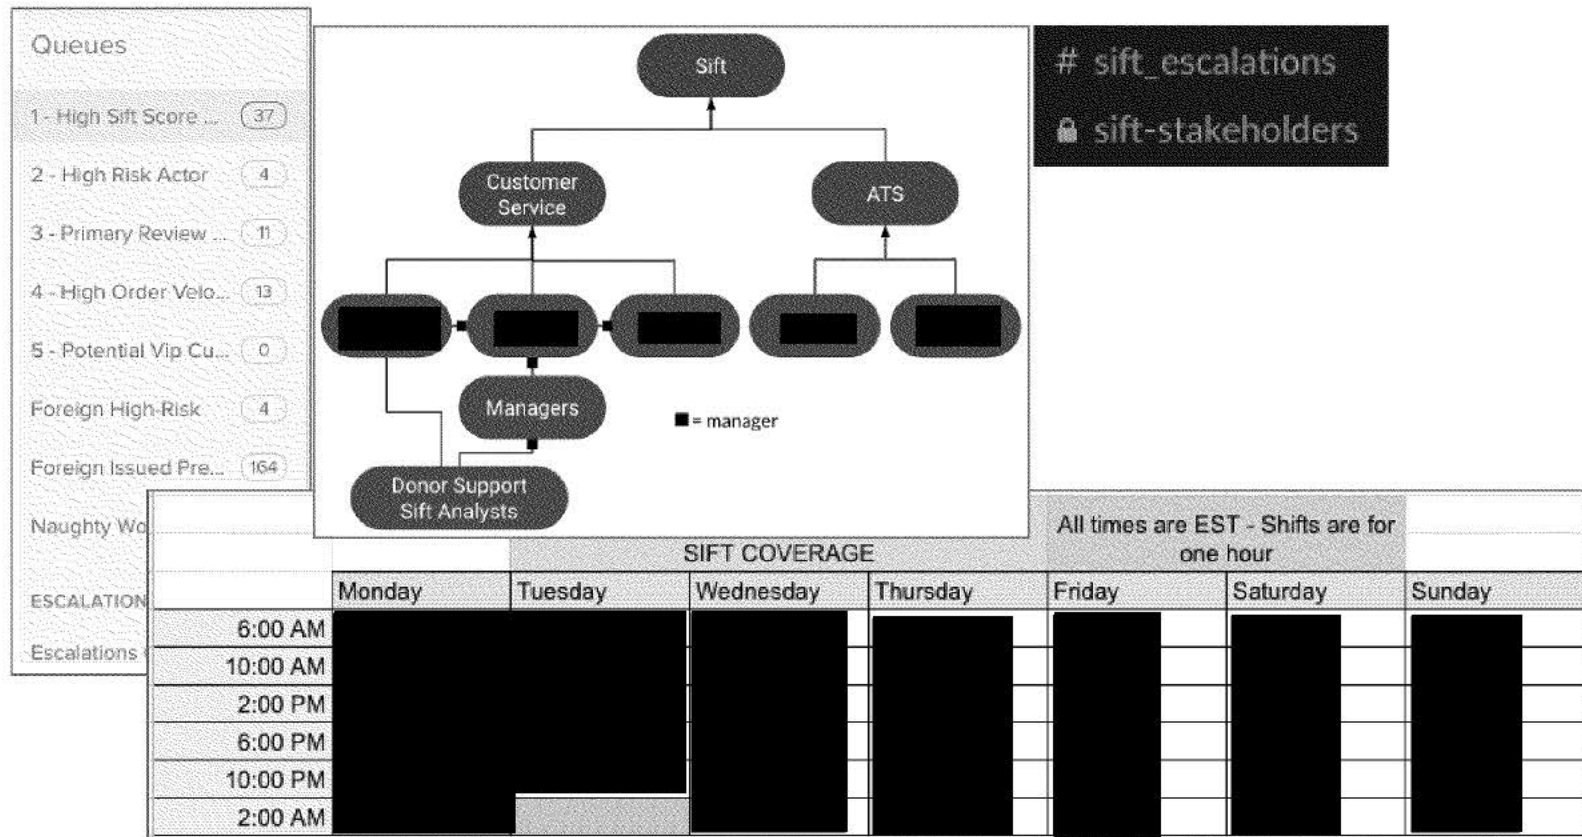 Queues
1 - High Sift Score ... 37
2 - High Risk Actor 4
3 - Primary Review ... 11
4 - High Order Velo... 13
5 - Potential Vip Cu... 0
Foreign High-Risk 4
Foreign Issued Pre... 164
Naughty Wo
ESCALATION
Escalations
Sift
Customer
Service
ATS
Managers
= manager
Donor Support
Sift Analysts
# sift_escalations
sift-stakeholders
SIFT COVERAGE
All times are EST - Shifts are for
one hour
Monday Tuesday Wednesday Thursday Friday Saturday Sunday
6:00 AM
10:00 AM
2:00 PM
6:00 PM
10:00 PM
2:00 AM